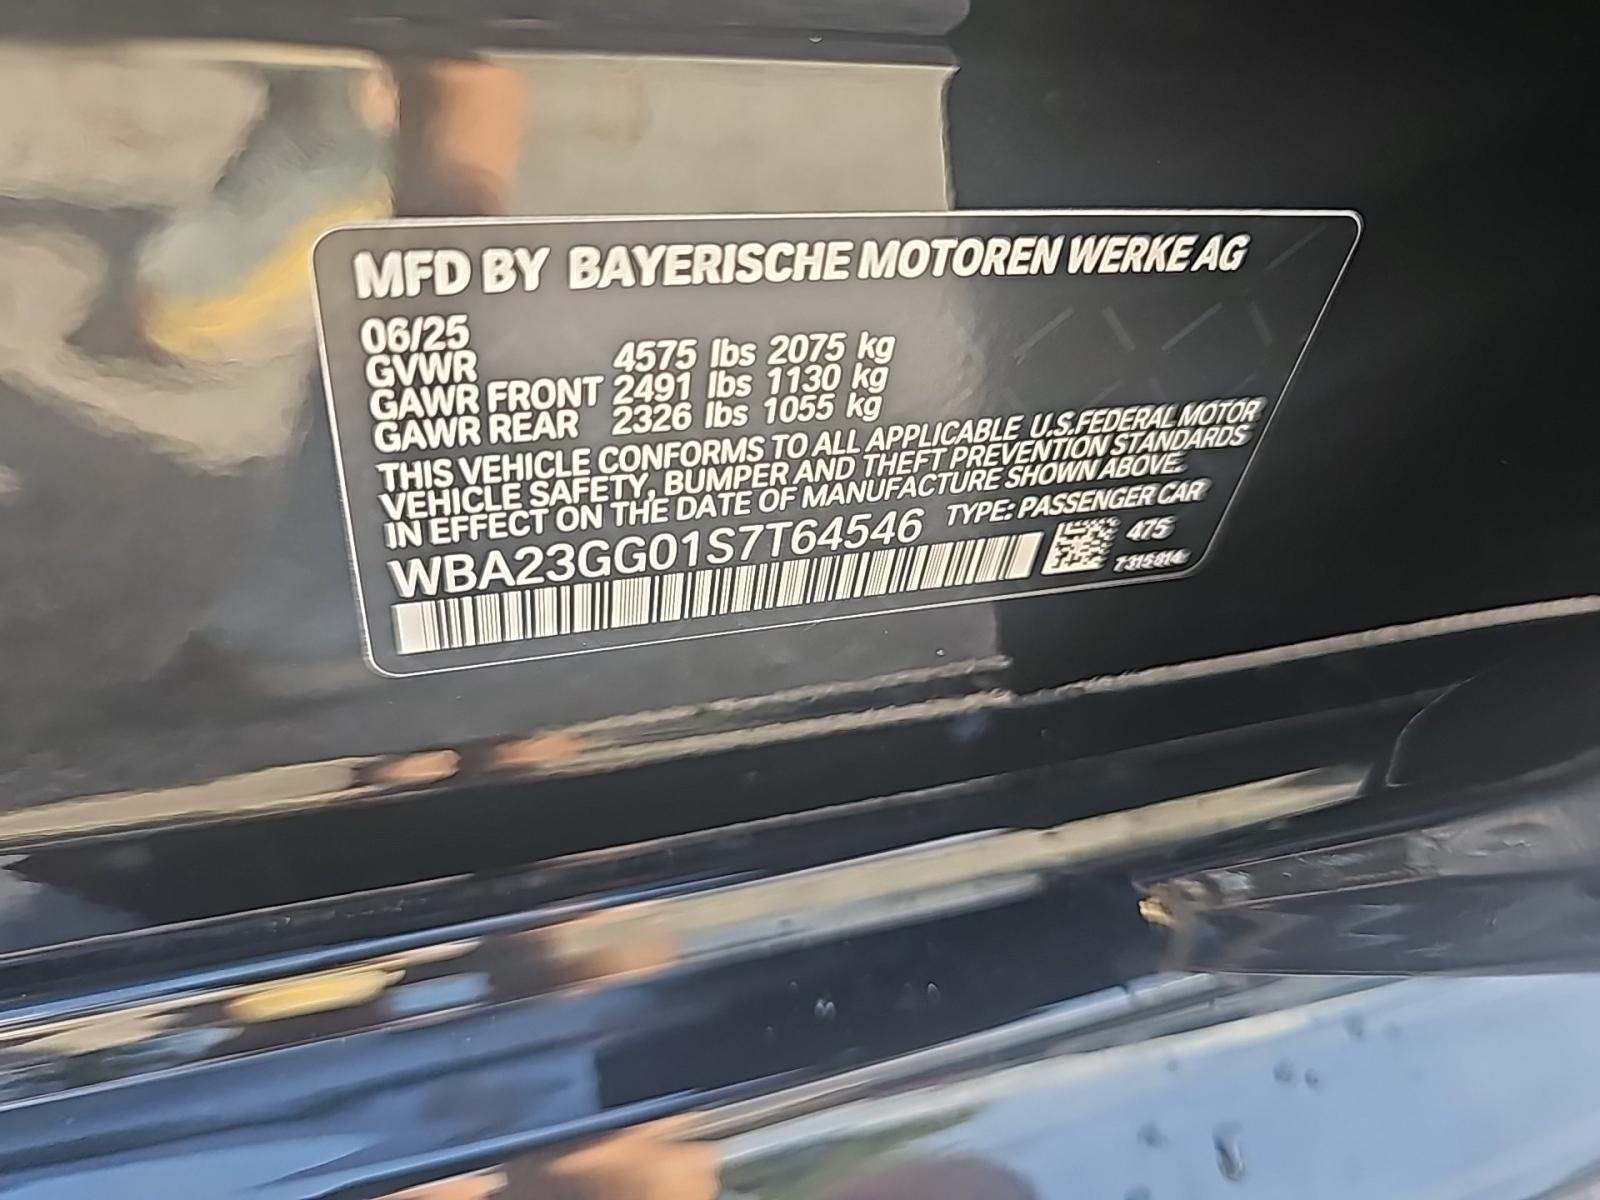 MFD BY BAYERISCHE MOTOREN WERKE AG
06/25
GVWR 4575 lbs 2075 kg
GAWR FRONT 2491 lbs 1130 kg
GAWR REAR 2326 lbs 1055 kg
THIS VEHICLE CONFORMS TO ALL APPLICABLE U.S.FEDERAL MOTOR
VEHICLE SAFETY, BUMPER AND THEFT PREVENTION STANDARDS
IN EFFECT ON THE DATE OF MANUFACTURE SHOWN ABOVE.
WBA23GG01S7T64546 TYPE: PASSENGER CAR
475
7315814